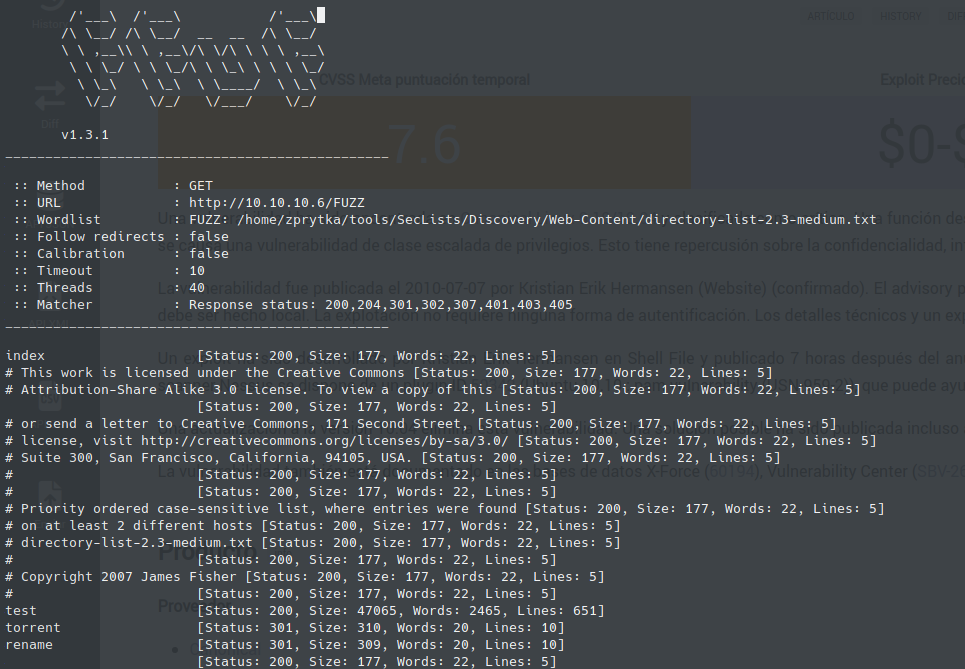 /'___\  /'___\           /'___\
/\ \__/ /\ \__/  __  __  /\ \__/
\ \ ,__\\ \ ,__\/\ \/\ \ \ \ ,__\
\ \ \_/ \ \ \_/\ \ \_\ \ \ \ \_/
\ \_\   \ \_\  \ \____/  \ \_\
\/_/    \/_/   \/___/    \/_/
v1.3.1
________________________________________________
:: Method           : GET
:: URL              : http://10.10.10.6/FUZZ
:: Wordlist         : FUZZ: /home/zprytka/tools/SecLists/Discovery/Web-Content/directory-list-2.3-medium.txt
:: Follow redirects : false
:: Calibration      : false
:: Timeout          : 10
:: Threads          : 40
:: Matcher          : Response status: 200,204,301,302,307,401,403,405
________________________________________________
index                   [Status: 200, Size: 177, Words: 22, Lines: 5]
# This work is licensed under the Creative Commons [Status: 200, Size: 177, Words: 22, Lines: 5]
# Attribution-Share Alike 3.0 License. To view a copy of this [Status: 200, Size: 177, Words: 22, Lines: 5]
[Status: 200, Size: 177, Words: 22, Lines: 5]
# or send a letter to Creative Commons, 171 Second Street, [Status: 200, Size: 177, Words: 22, Lines: 5]
# license, visit http://creativecommons.org/licenses/by-sa/3.0/ [Status: 200, Size: 177, Words: 22, Lines: 5]
# Suite 300, San Francisco, California, 94105, USA. [Status: 200, Size: 177, Words: 22, Lines: 5]
#                       [Status: 200, Size: 177, Words: 22, Lines: 5]
#                       [Status: 200, Size: 177, Words: 22, Lines: 5]
# Priority ordered case-sensitive list, where entries were found [Status: 200, Size: 177, Words: 22, Lines: 5]
# on at least 2 different hosts [Status: 200, Size: 177, Words: 22, Lines: 5]
# directory-list-2.3-medium.txt [Status: 200, Size: 177, Words: 22, Lines: 5]
#                       [Status: 200, Size: 177, Words: 22, Lines: 5]
# Copyright 2007 James Fisher [Status: 200, Size: 177, Words: 22, Lines: 5]
#                       [Status: 200, Size: 177, Words: 22, Lines: 5]
test                    [Status: 200, Size: 47065, Words: 2465, Lines: 651]
torrent                 [Status: 301, Size: 310, Words: 20, Lines: 10]
rename                  [Status: 301, Size: 309, Words: 20, Lines: 10]
[Status: 200, Size: 177, Words: 22, Lines: 5]
ARTÍCULO HISTORY
CVSS Meta puntuación temporal
7.6
$0-